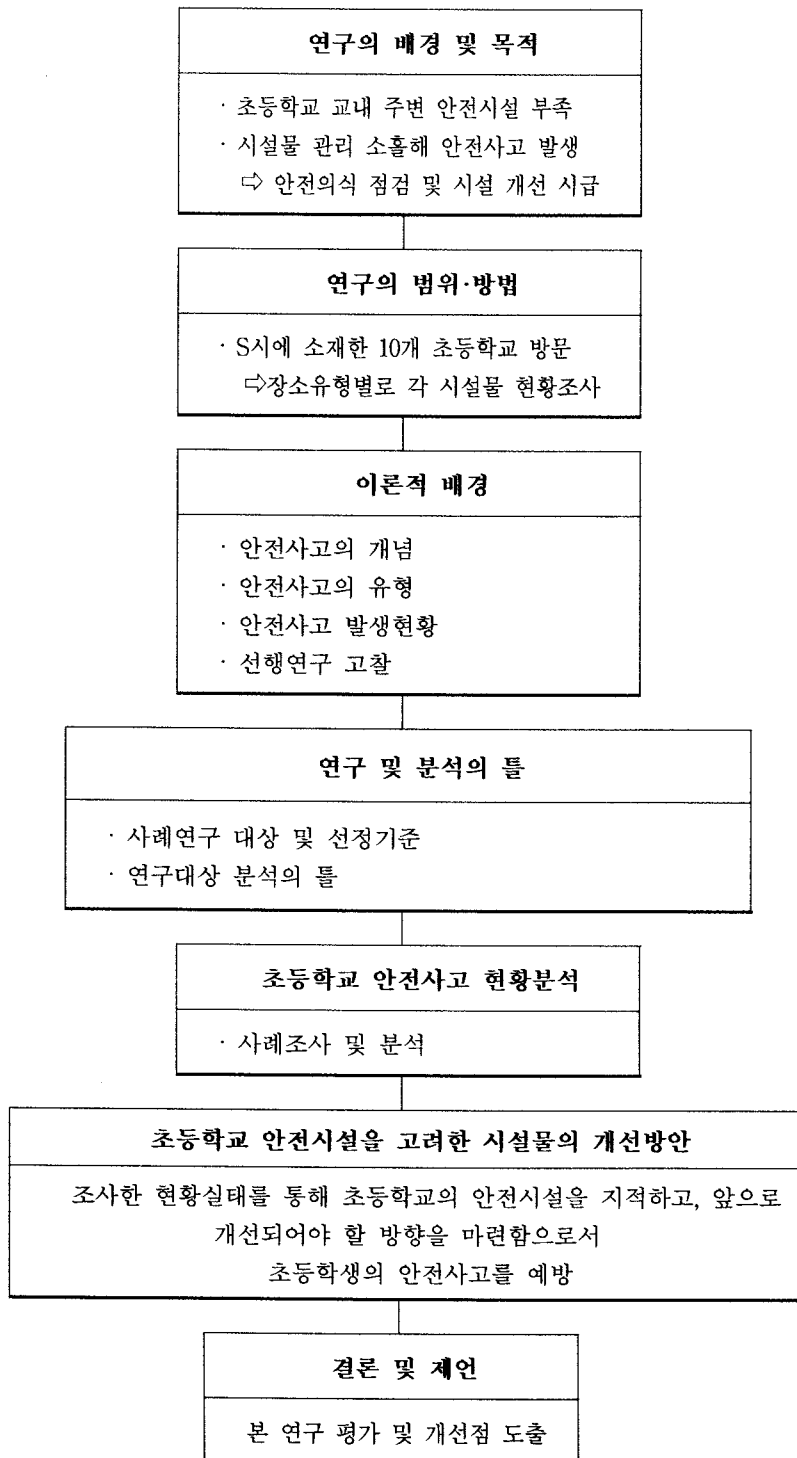 연구의 배경 및 목적
· 초등학교 교내 주변 안전시설 부족
· 시설물 관리 소홀해 안전사고 발생
⇨ 안전의식 점검 및 시설 개선 시급
연구의 범위·방법
· S시에 소재한 10개 초등학교 방문
⇨장소유형별로 각 시설물 현황조사
이론적 배경
· 안전사고의 개념
· 안전사고의 유형
· 안전사고 발생현황
· 선행연구 고찰
연구 및 분석의 틀
· 사례연구 대상 및 선정기준
· 연구대상 분석의 틀
초등학교 안전사고 현황분석
· 사례조사 및 분석
초등학교 안전시설을 고려한 시설물의 개선방안
조사한 현황실태를 통해 초등학교의 안전시설을 지적하고, 앞으로
개선되어야 할 방향을 마련함으로서
초등학생의 안전사고를 예방
결론 및 제언
본 연구 평가 및 개선점 도출